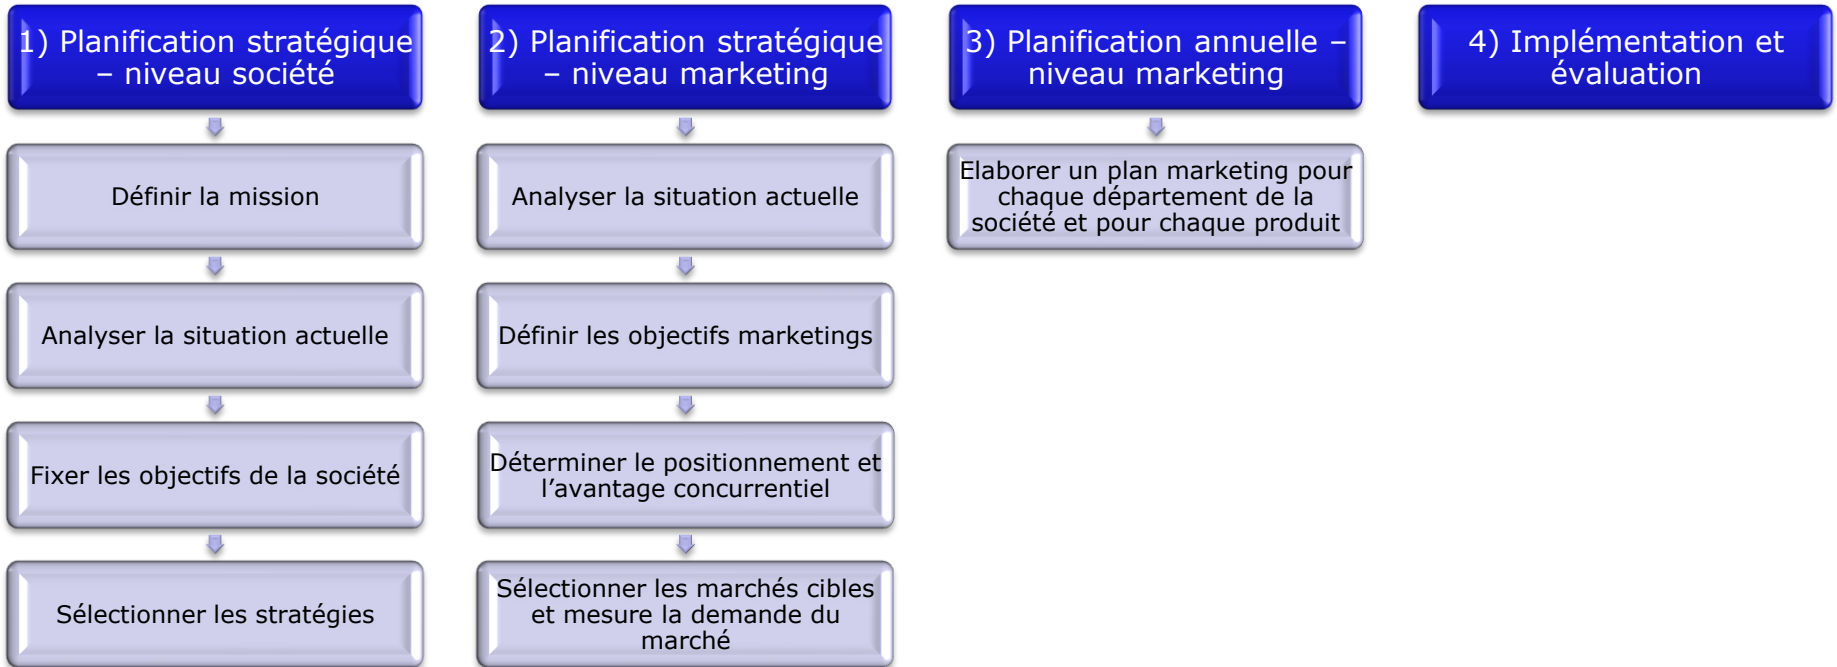 1) Planification stratégique
– niveau société
Définir la mission
Analyser la situation actuelle
Fixer les objectifs de la société
Sélectionner les stratégies
2) Planification stratégique
– niveau marketing
Analyser la situation actuelle
Définir les objectifs marketings
Déterminer le positionnement et
l’avantage concurrentiel
Sélectionner les marchés cibles
et mesure la demande du
marché
3) Planification annuelle –
niveau marketing
Elaborer un plan marketing pour
chaque département de la
société et pour chaque produit
4) Implémentation et
évaluation